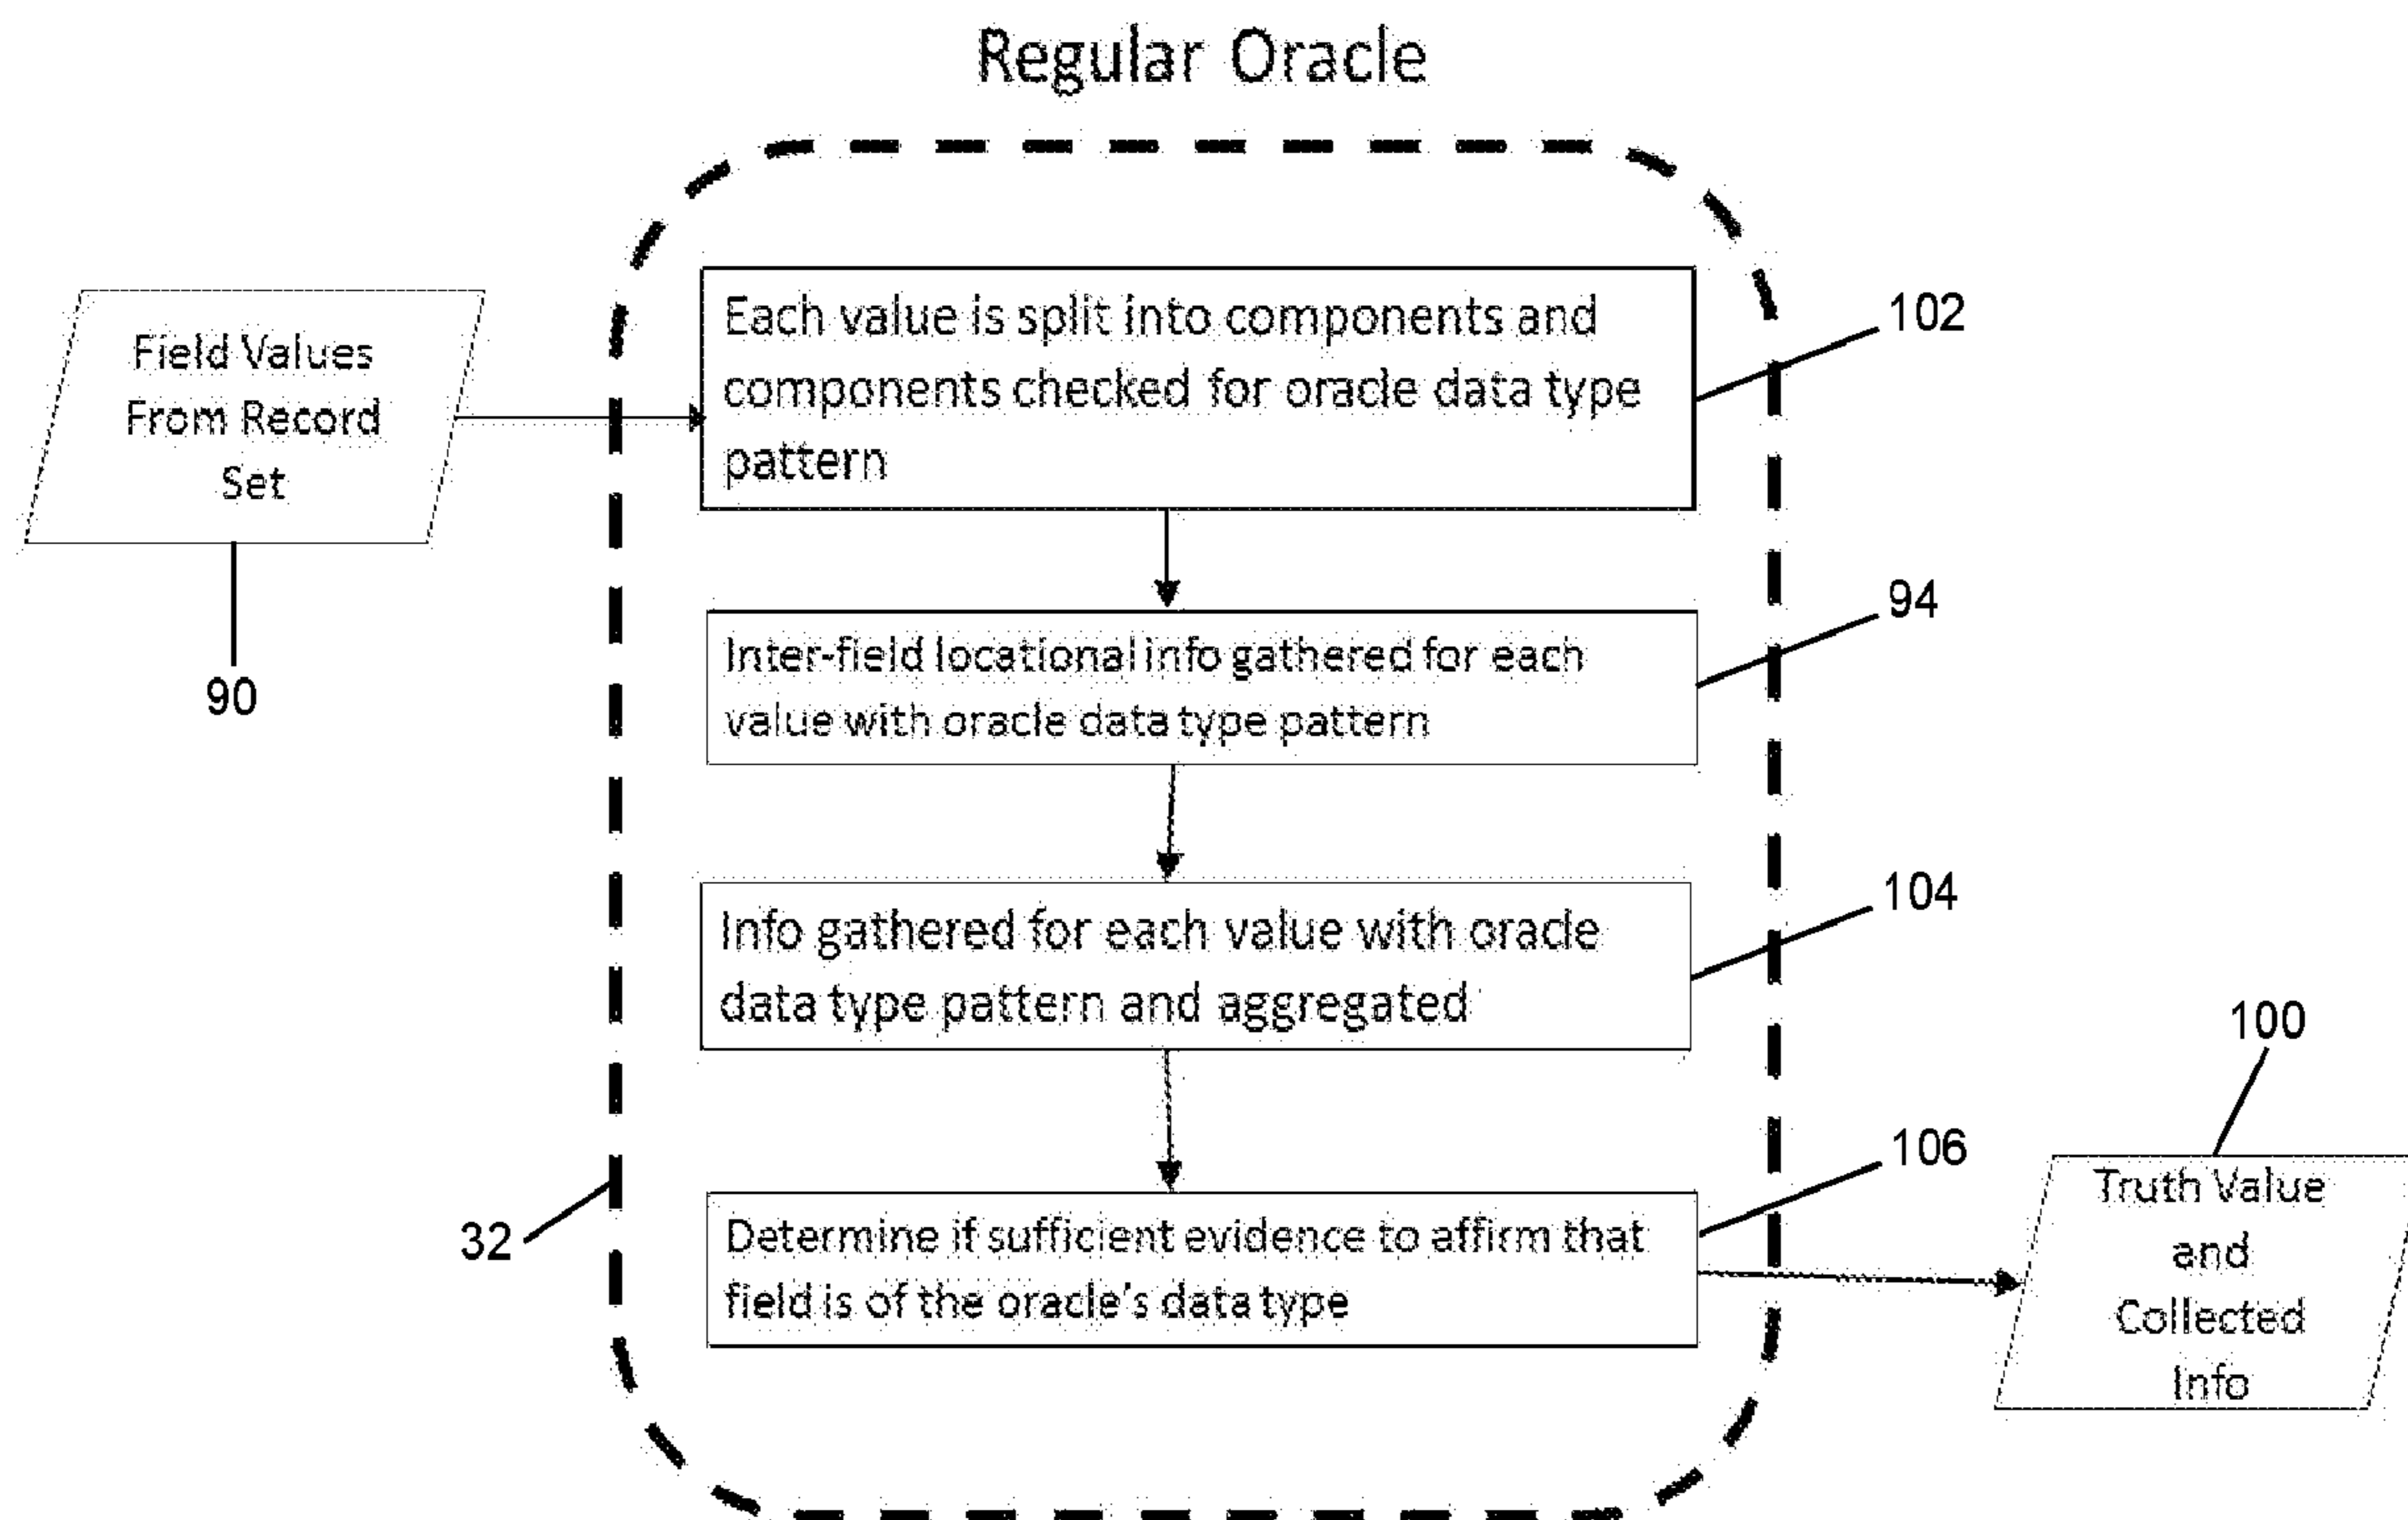 Regular Oracle
Field Values
From Record
Set
90
Each value is split into components and
components checked for oracle data type
pattern
102
Inter-field locational info gathered for each
value with oracle data type pattern
94
Info gathered for each value with oracle
data type pattern and aggregated
104
Determine if sufficient evidence to affirm that
field is of the oracle's data type
106
32
100
Truth Value
and
Collected
Info